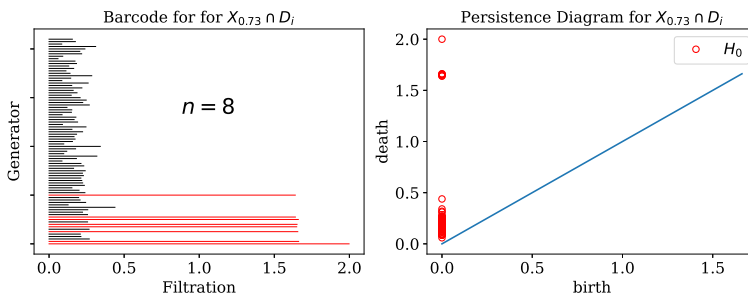 Barcode for for X_{0.73} ∩ D_i
Generator
n = 8
0.0 0.5 1.0 1.5 2.0
Filtration
Persistence Diagram for X_{0.73} ∩ D_i
H_0
death
2.0
1.5
1.0
0.5
0.0
0.0 0.5 1.0 1.5
birth